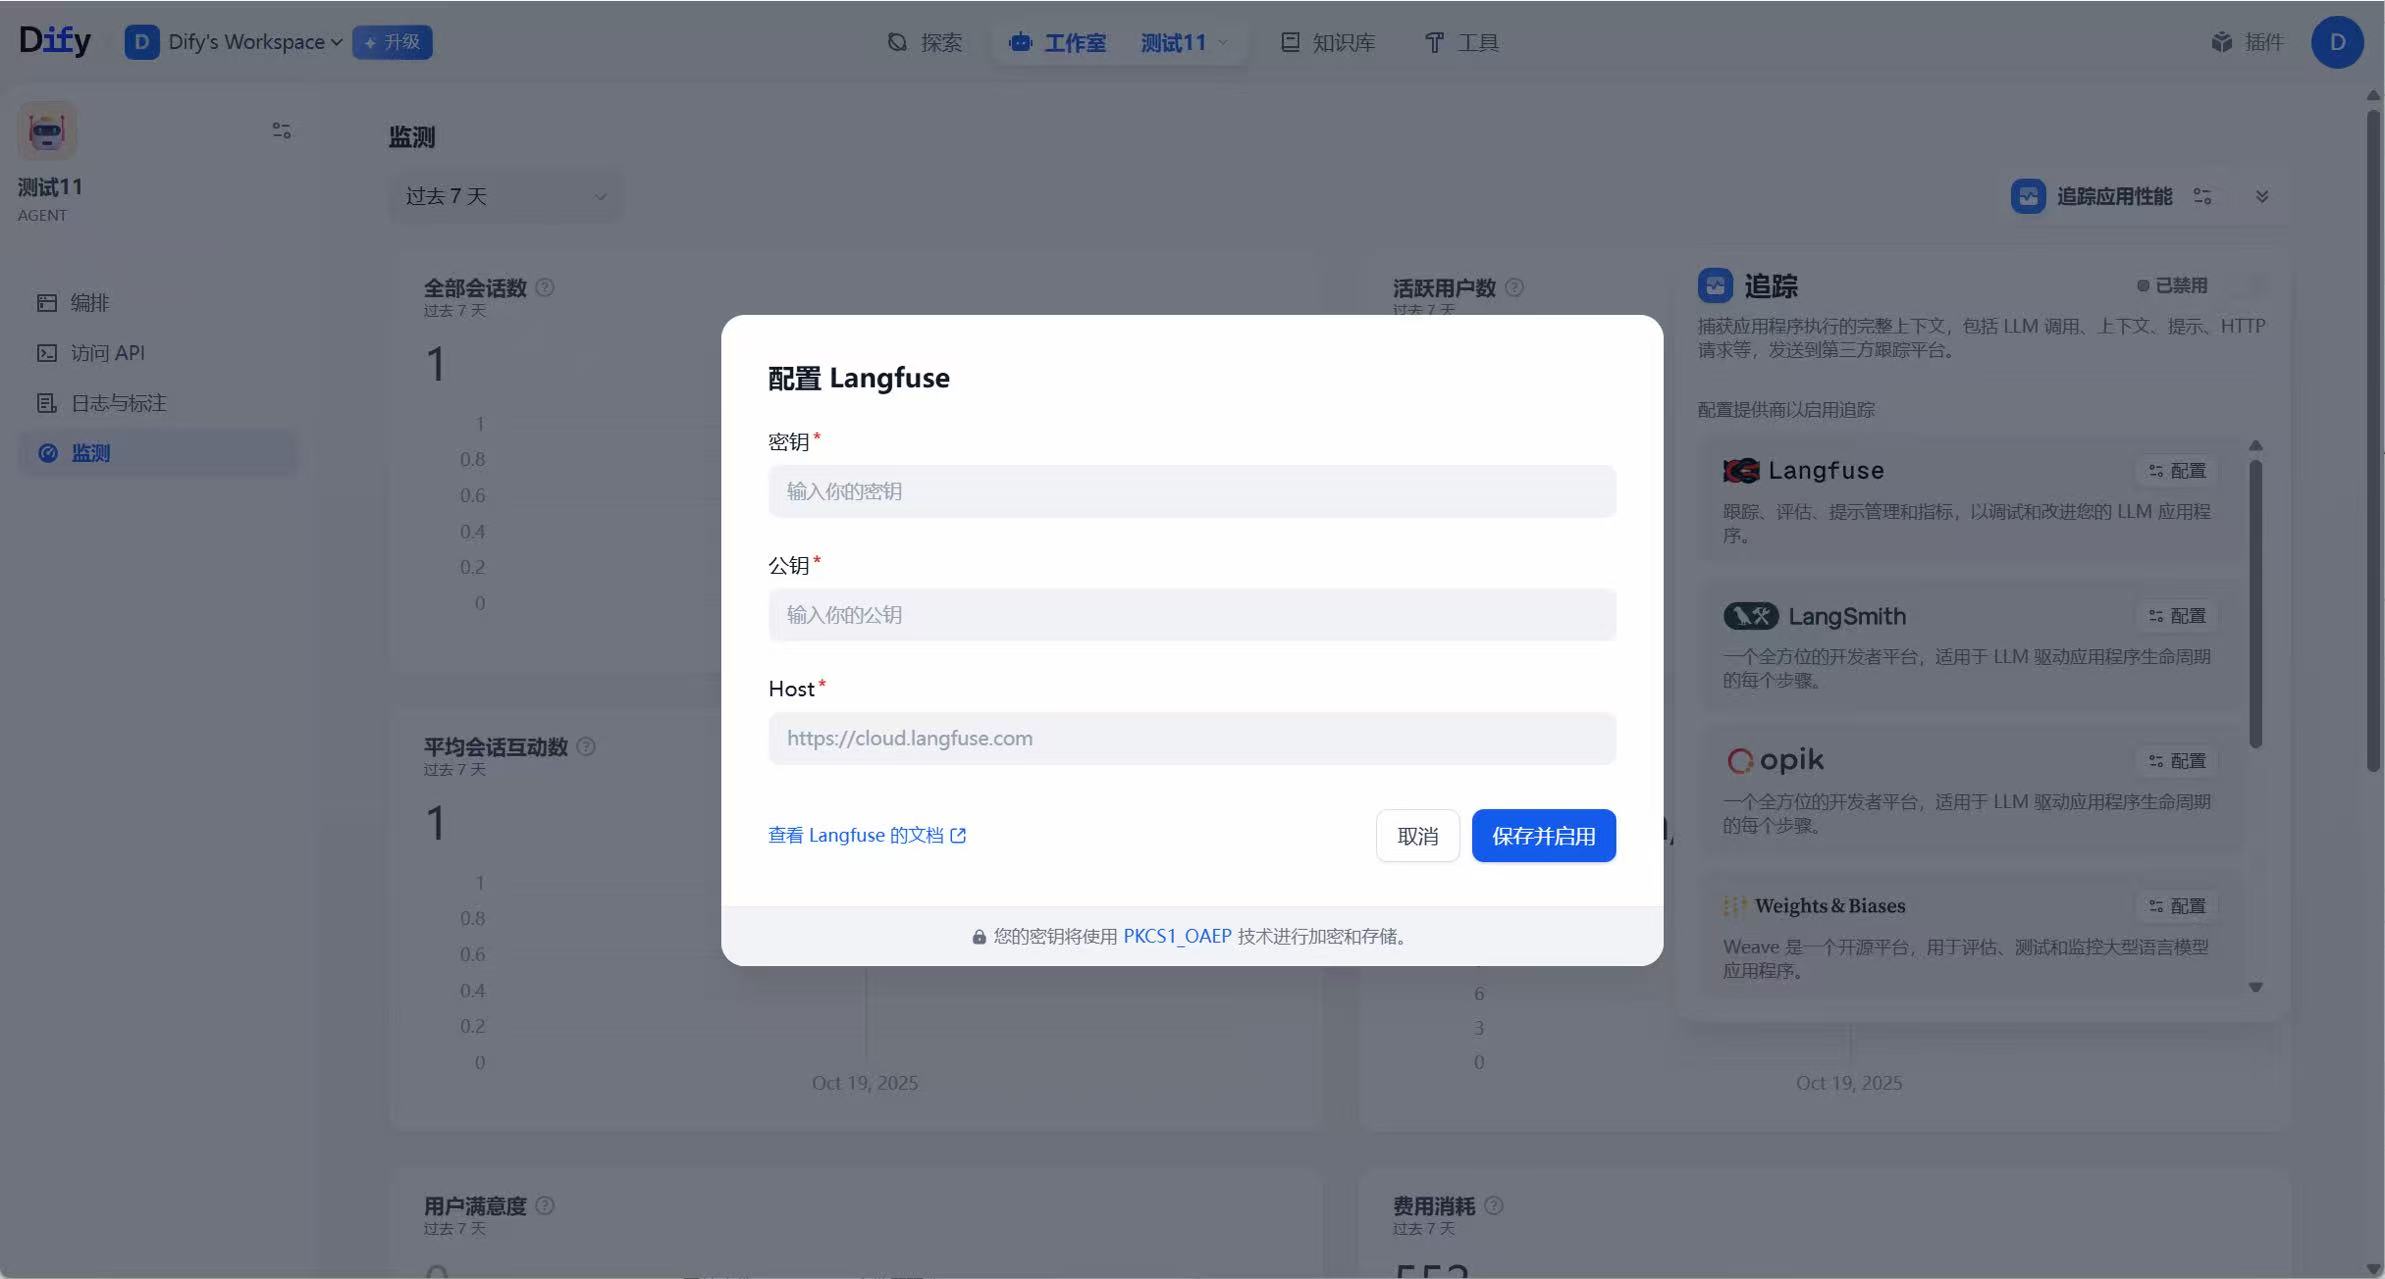 Dify
D Dify's Workspace 升级
探索
工作室 测试11
知识库
工具
插件
D
测试11
AGENT
编排
访问 API
日志与标注
监测
监测
过去 7 天
追踪应用性能
全部会话数
过去 7 天
1
1
0.8
0.6
0.4
0.2
0
活跃用户数
过去 7 天
追踪
已禁用
捕获应用程序执行的完整上下文，包括 LLM 调用、上下文、提示、HTTP
请求等，发送到第三方跟踪平台。
配置提供商以启用追踪
Langfuse
配置
跟踪、评估、提示管理和指标，以调试和改进您的 LLM 应用程
序。
LangSmith
配置
一个全方位的开发者平台，适用于 LLM 驱动应用程序生命周期
的每个步骤。
opik
配置
一个全方位的开发者平台，适用于 LLM 驱动应用程序生命周期
的每个步骤。
Weights & Biases
配置
Weave 是一个开源平台，用于评估、测试和监控大型语言模型
应用程序。
配置 Langfuse
密钥*
输入你的密钥
公钥*
输入你的公钥
Host*
https://cloud.langfuse.com
查看 Langfuse 的文档
取消
保存并启用
您的密钥将使用 PKCS1_OAEP 技术进行加密和存储。
平均会话互动数
过去 7 天
1
1
0.8
0.6
0.4
0.2
0
Oct 19, 2025
6
3
0
Oct 19, 2025
用户满意度
过去 7 天
费用消耗
过去 7 天